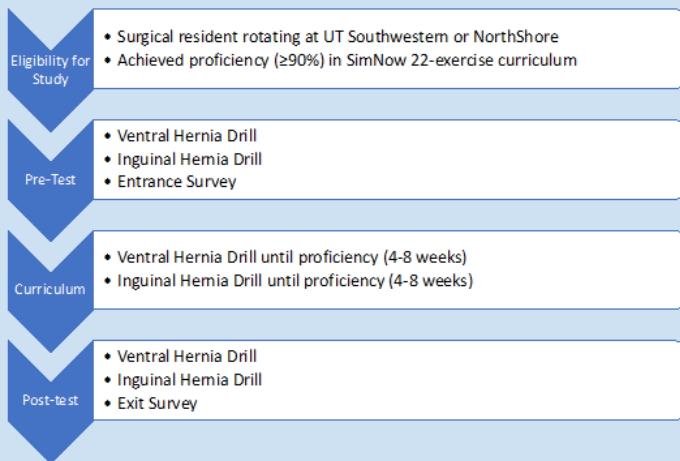 Eligibility for
Study
• Surgical resident rotating at UT Southwestern or NorthShore
• Achieved proficiency (≥90%) in SimNow 22-exercise curriculum
Pre-Test
• Ventral Hernia Drill
• Inguinal Hernia Drill
• Entrance Survey
Curriculum
• Ventral Hernia Drill until proficiency (4-8 weeks)
• Inguinal Hernia Drill until proficiency (4-8 weeks)
Post-test
• Ventral Hernia Drill
• Inguinal Hernia Drill
• Exit Survey